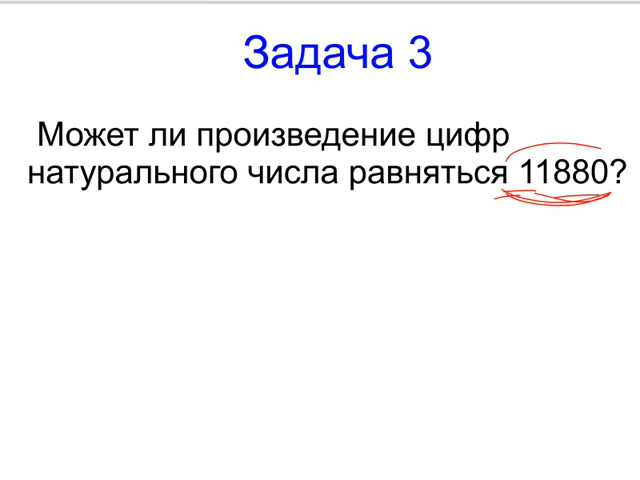 Задача 3
Может ли произведение цифр
натурального числа равняться 11880?